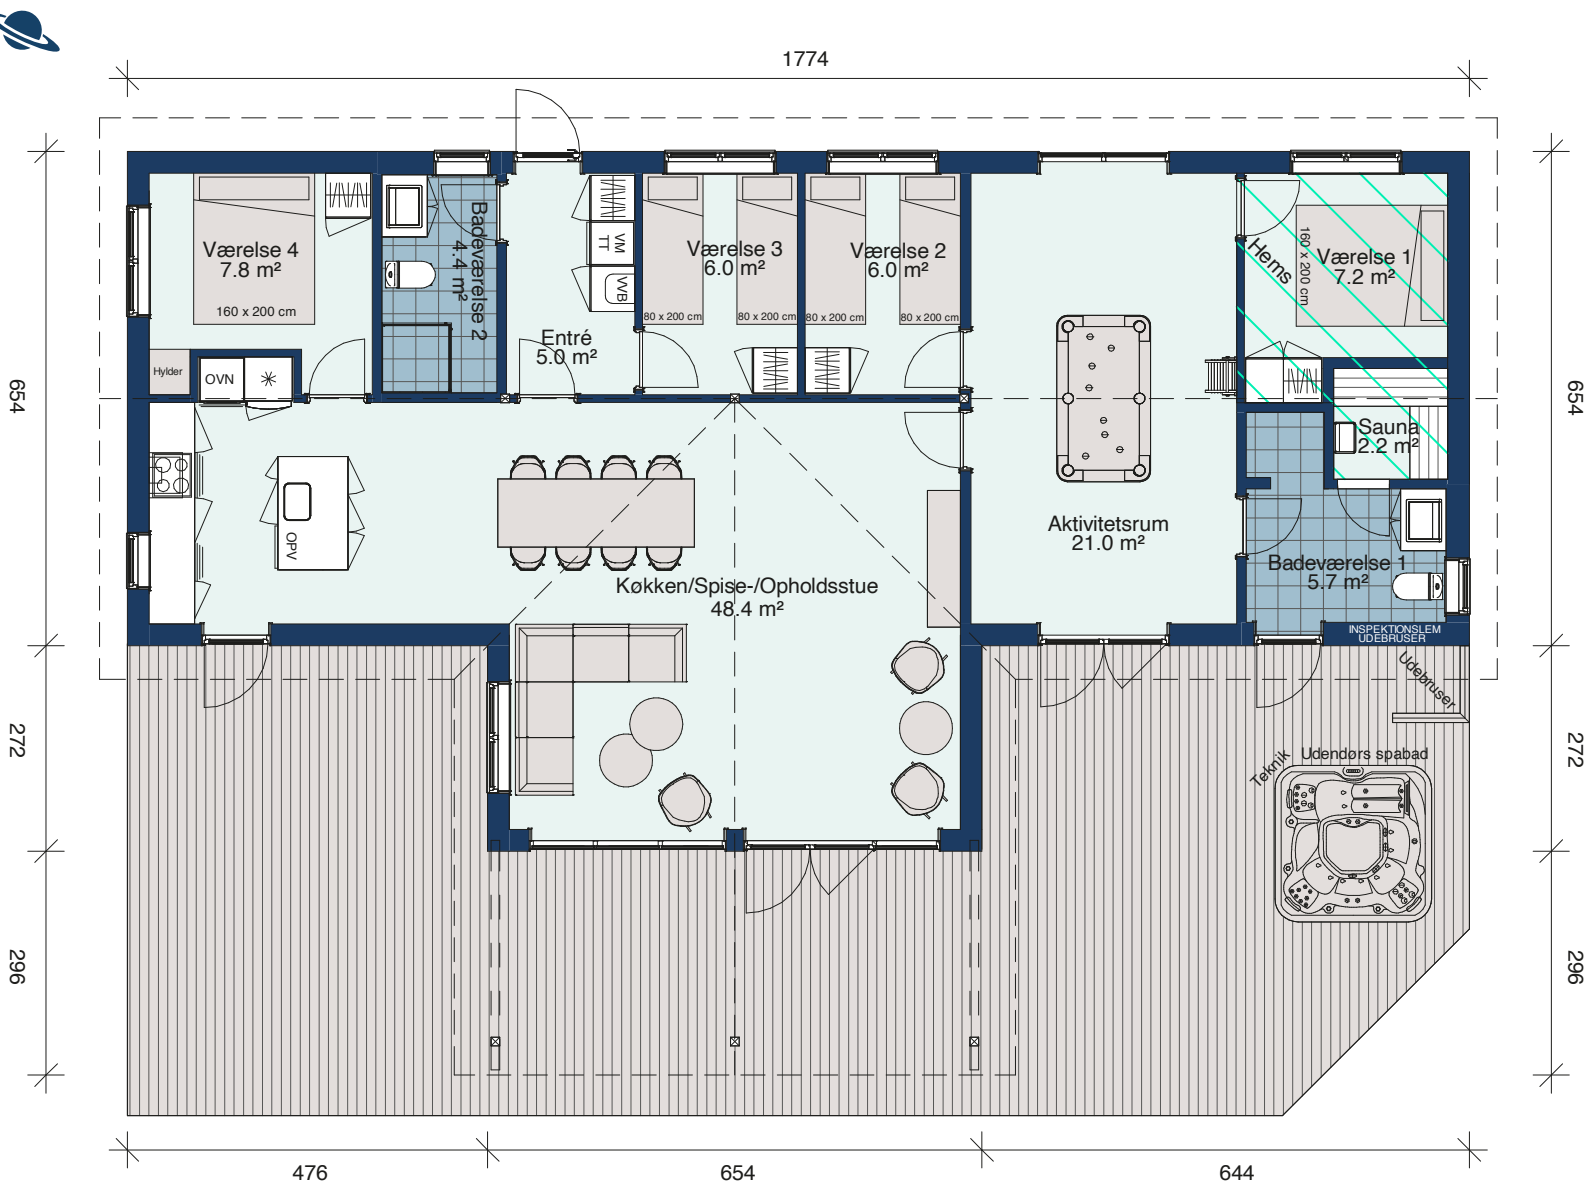 1774
Værelse 4
7.8 m²
160 x 200 cm
Hylder
OVN
Badeværelse 2
4.4 m²
VM
TT
VVB
Entré
5.0 m²
Værelse 3
6.0 m²
80 x 200 cm
80 x 200 cm
Værelse 2
6.0 m²
80 x 200 cm
80 x 200 cm
Hems
160 x 200 cm
Værelse 1
7.2 m²
654
654
Sauna
2.2 m²
OPV
Aktivitetsrum
21.0 m²
Badeværelse 1
5.7 m²
Køkken/Spise-/Opholdsstue
48.4 m²
INSPEKTIONSLEM
UDEBRUSER
Udebruser
272
272
Teknik
Udendørs spabad
296
296
476
654
644